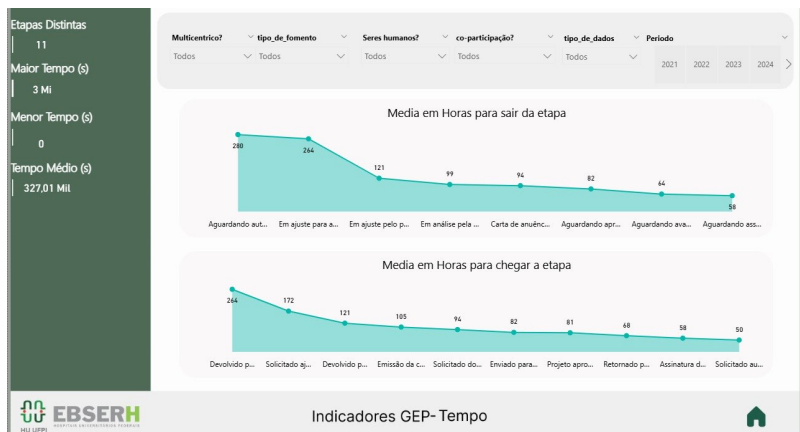 Etapas Distintas
11
Maior Tempo (s)
3 Mi
Menor Tempo (s)
0
Tempo Médio (s)
327,01 Mil
Multicentrico? tipo_de_fomento Seres humanos? co-participação? tipo_de_dados Período
Todos Todos Todos Todos Todos 2021 2022 2023 2024
Media em Horas para sair da etapa
280 264 121 99 94 82 64 58
Aguardando aut... Em ajuste para a... Em ajuste pelo p... Em análise pela ... Carta de anuênc... Aguardando apr... Aguardando ava... Aguardando ass...
Media em Horas para chegar a etapa
264 172 121 105 94 82 81 68 58 50
Devolvido p... Solicitado aj... Devolvido p... Emissão da c... Solicitado do... Enviado para... Projeto apro... Retornado p... Assinatura d... Solicitado au...
HU UFPI
EBSERH
HOSPITAIS UNIVERSITÁRIOS FEDERAIS
Indicadores GEP- Tempo